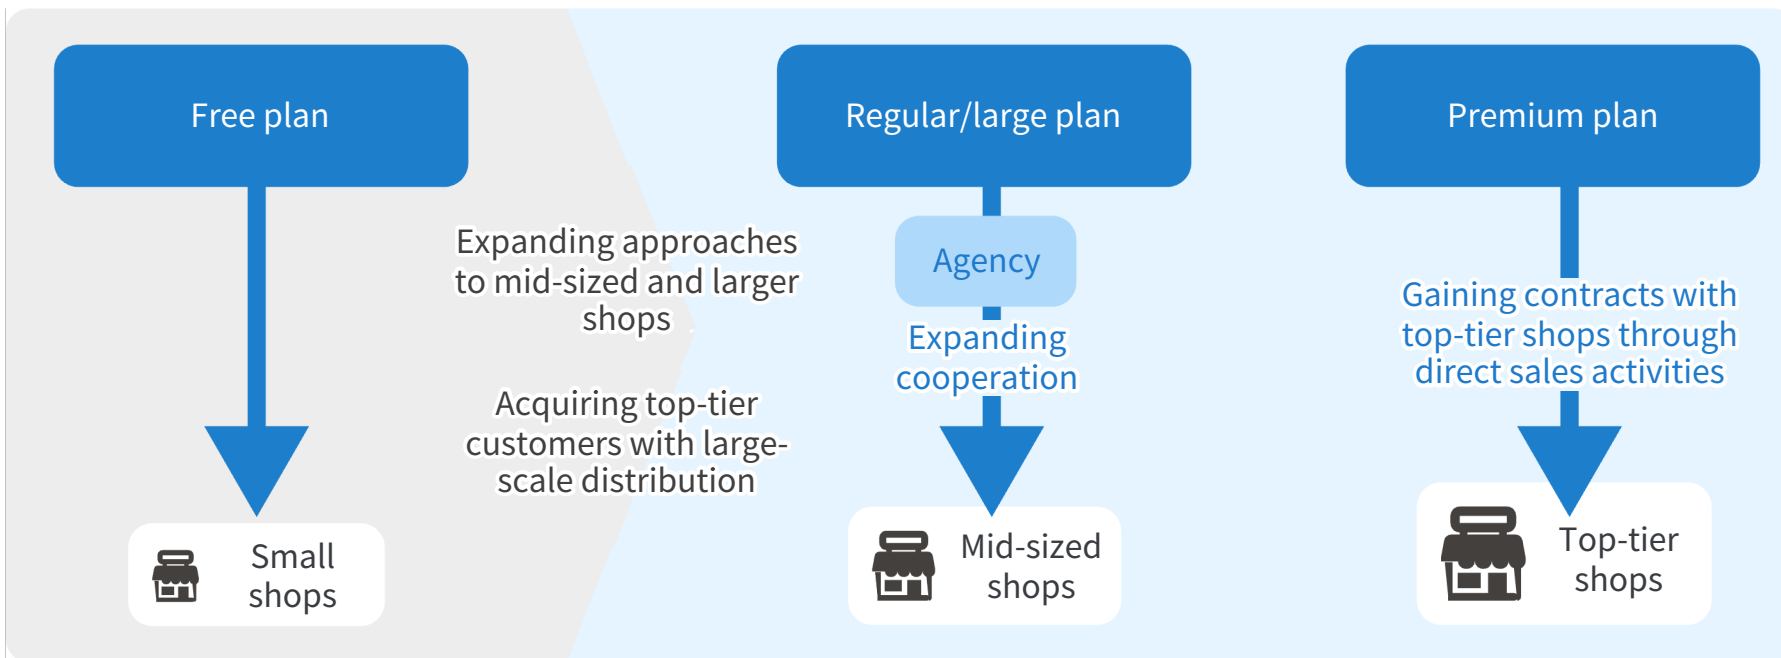 Free plan
Regular/large plan
Premium plan
Expanding approaches
to mid-sized and larger
shops
Acquiring top-tier
customers with large-
scale distribution
Agency
Expanding
cooperation
Gaining contracts with
top-tier shops through
direct sales activities
Small
shops
Mid-sized
shops
Top-tier
shops